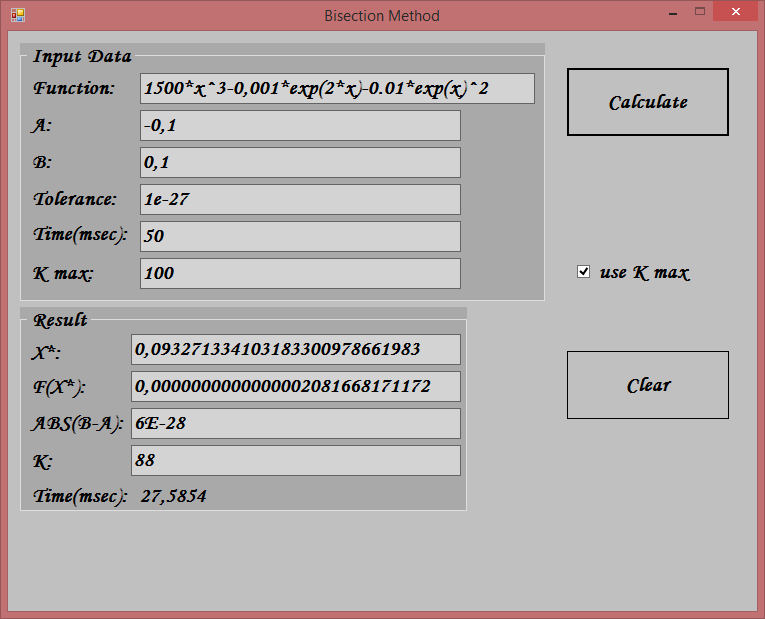 Bisection Method
Input Data
Function: 1500*x^3-0,001*exp(2*x)-0.01*exp(x)^2
Calculate
A: -0,1
B: 0,1
Tolerance: 1e-27
Time(msec): 50
K max: 100
use K max
Result
X*: 0,093271334103183300978661983
F(X*): 0,0000000000000002081668171172
ABS(B-A): 6E-28
Clear
K: 88
Time(msec): 27,5854